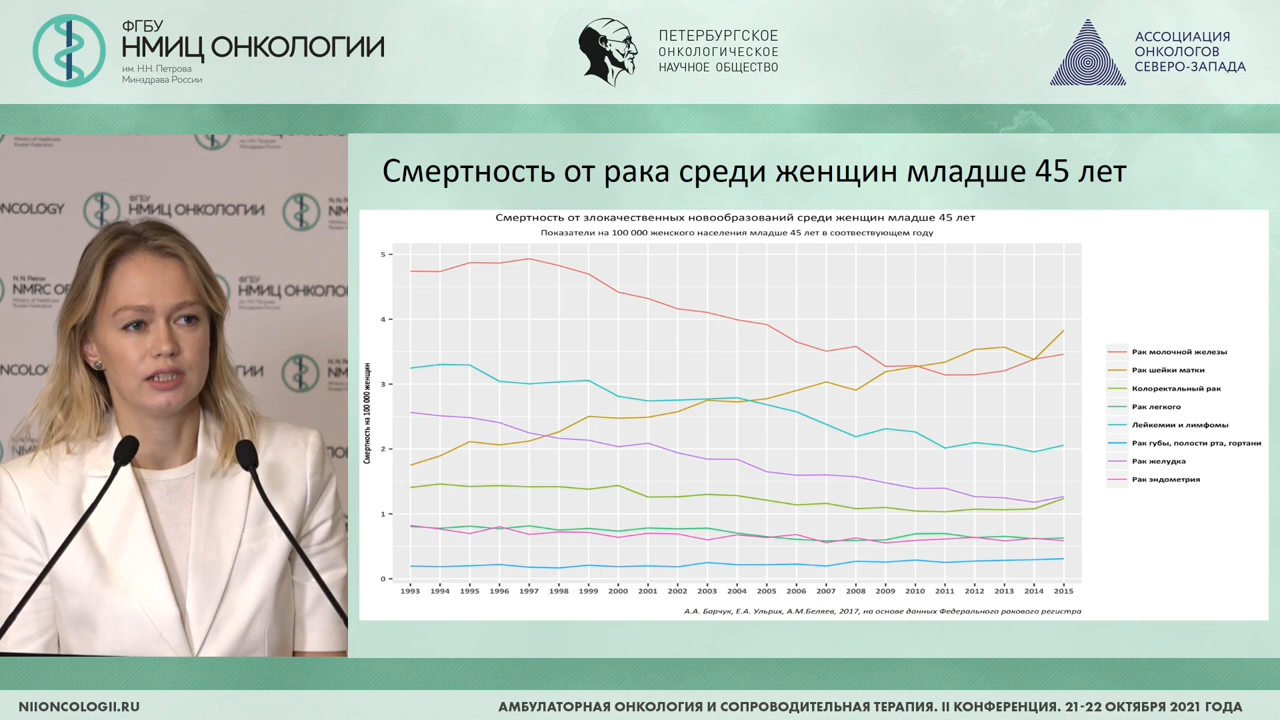 ФГБУ
НМИЦ ОНКОЛОГИИ
им. Н.Н. Петрова
Минздрава России
ПЕТЕРБУРГСКОЕ
ОНКОЛОГИЧЕСКОЕ
НАУЧНОЕ ОБЩЕСТВО
АССОЦИАЦИЯ
ОНКОЛОГОВ
СЕВЕРО-ЗАПАДА
НМИЦ ОНКОЛОГИИ
Смертность от рака среди женщин младше 45 лет
Смертность от злокачественных новообразований среди женщин младше 45 лет
Показатели на 100 000 женского населения младше 45 лет в соотвествующем году
Смертность на 100 000 женщин
5
4
3
2
1
0
1993 1994 1995 1996 1997 1998 1999 2000 2001 2002 2003 2004 2005 2006 2007 2008 2009 2010 2011 2012 2013 2014 2015
Рак молочной железы
Рак шейки матки
Колоректальный рак
Рак легкого
Лейкемии и лимфомы
Рак губы, полости рта, гортани
Рак желудка
Рак эндометрия
А.А. Барчук, Е.А. Ульрих, А.М.Беляев, 2017, на основе данных Федерального ракового регистра
NIIONCOLOGII.RU
АМБУЛАТОРНАЯ ОНКОЛОГИЯ И СОПРОВОДИТЕЛЬНАЯ ТЕРАПИЯ. II КОНФЕРЕНЦИЯ. 21-22 ОКТЯБРЯ 2021 ГОДА